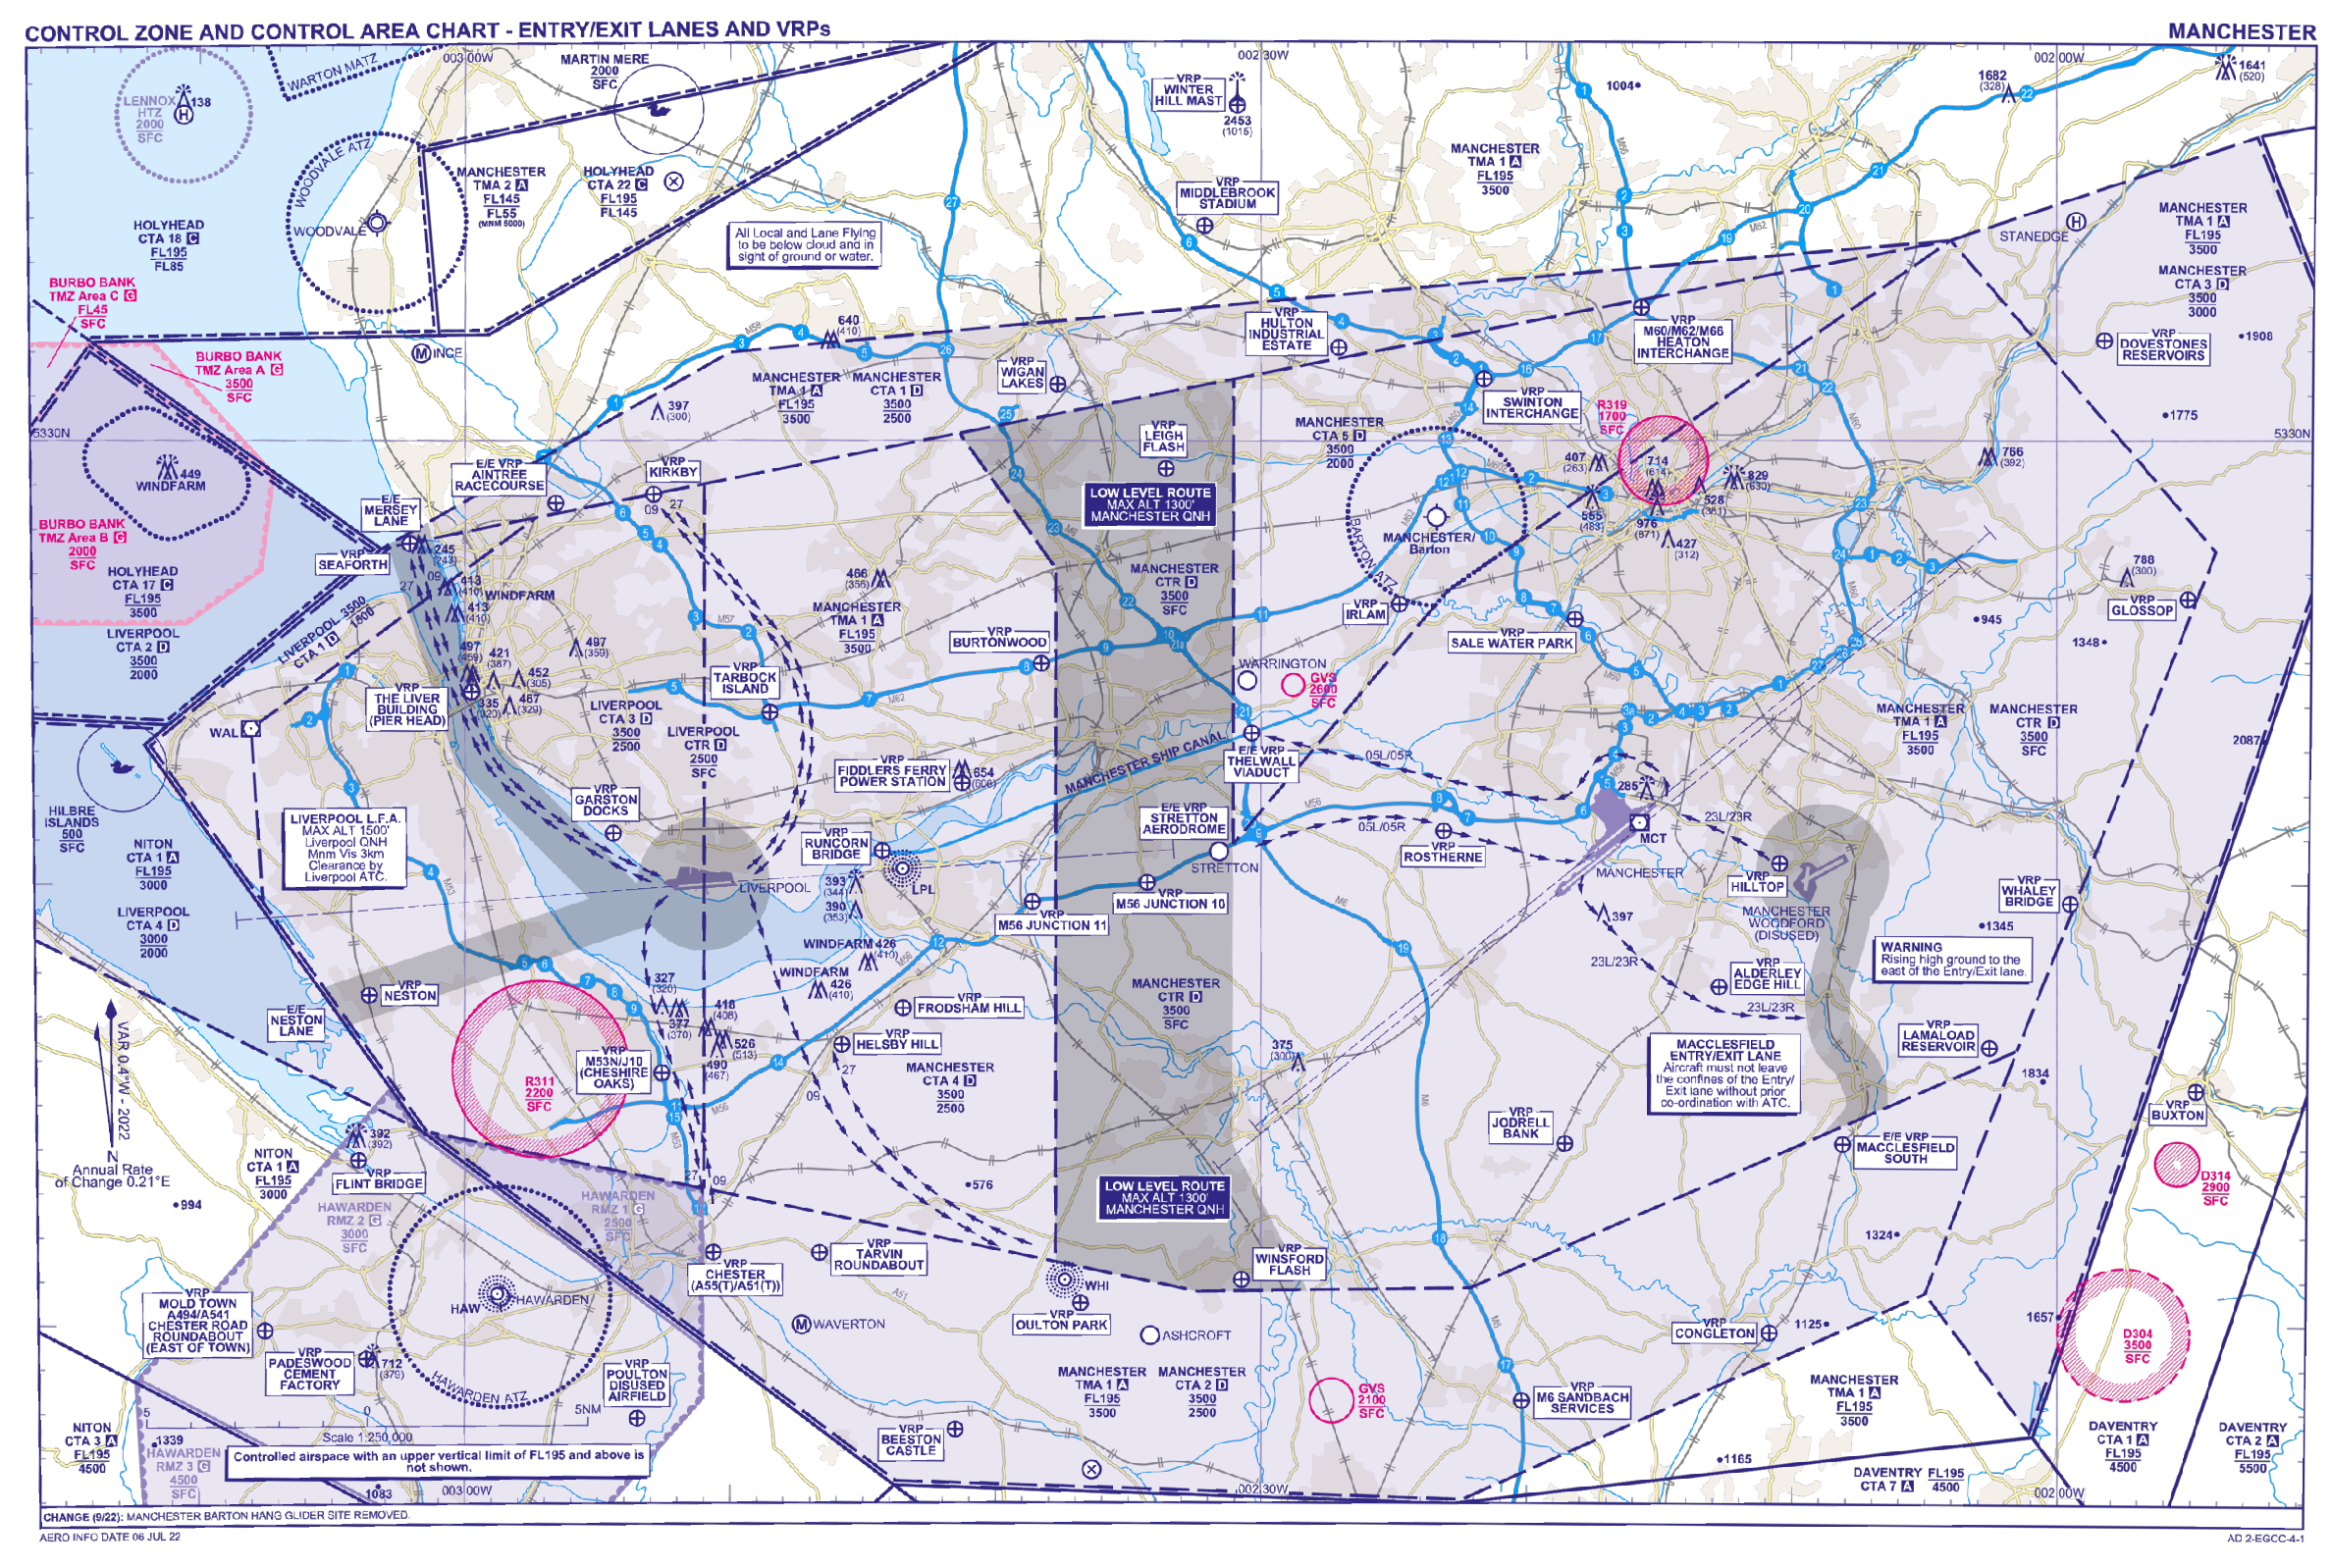 CONTROL ZONE AND CONTROL AREA CHART - ENTRY/EXIT LANES AND VRPs
MANCHESTER
003 00W
002 30W
002 00W
WARTON MATZ
MARTIN MERE
2000
SFC
LENNOX
HTZ
2000
SFC
138
H
VRP
WINTER
HILL MAST
2453
(1015)
1004
1682
(328)
22
1641
(520)
WOODVALE ATZ
WOODVALE
MANCHESTER
TMA 2 A
FL145
FL55
(MNM 5000)
HOLYHEAD
CTA 22 C
FL195
FL145
MANCHESTER
TMA 1 A
FL195
3500
VRP
MIDDLEBROOK
STADIUM
HOLYHEAD
CTA 18 C
FL195
FL85
All Local and Lane Flying
to be below cloud and in
sight of ground or water.
STANEDGE
H
MANCHESTER
TMA 1 A
FL195
3500
MANCHESTER
CTA 3 D
3500
3000
BURBO BANK
TMZ Area C G
FL45
SFC
BURBO BANK
TMZ Area A G
3500
SFC
M INCE
640
(410)
M58
VRP
WIGAN
LAKES
VRP
HULTON
INDUSTRIAL
ESTATE
VRP
M60/M62/M66
HEATON
INTERCHANGE
VRP
DOVESTONES
RESERVOIRS
1908
1775
397
(300)
MANCHESTER
TMA 1 A
FL195
3500
MANCHESTER
CTA 1 D
3500
2500
VRP
SWINTON
INTERCHANGE
R319
1700
SFC
5330N
5330N
449
WINDFARM
E/E VRP
AINTREE
RACECOURSE
VRP
KIRKBY
09
27
VRP
LEIGH
FLASH
MANCHESTER
CTA 5 D
3500
2000
407
(263)
714
(614)
829
(630)
766
(392)
LOW LEVEL ROUTE
MAX ALT 1300'
MANCHESTER QNH
BURBO BANK
TMZ Area B G
2000
SFC
E/E
MERSEY
LANE
VRP
SEAFORTH
245
(243)
413
(410)
413
(410)
WINDFARM
565
(483)
528
(381)
976
(871)
427
(312)
BARTON ATZ
MANCHESTER/
Barton
HOLYHEAD
CTA 17 C
FL195
3500
466
(356)
MANCHESTER
CTR D
3500
SFC
788
(300)
VRP
GLOSSOP
LIVERPOOL
CTA 2 D
3500
2000
LIVERPOOL 3500
CTA 1 D 1500
497
(359)
497
(459)
421
(387)
452
(305)
467
(329)
335
(320)
MANCHESTER
TMA 1 A
FL195
3500
VRP
IRLAM
VRP
SALE WATER PARK
945
1348
VRP
BURTONWOOD
WARRINGTON
GVS
2600
SFC
VRP
THE LIVER
BUILDING
(PIER HEAD)
VRP
TARBOCK
ISLAND
LIVERPOOL
CTA 3 D
3500
2500
LIVERPOOL
CTR D
2500
SFC
M57
M62
WAL
MANCHESTER
TMA 1 A
FL195
3500
MANCHESTER
CTR D
3500
SFC
2087
MANCHESTER SHIP CANAL
E/E VRP
THELWALL
VIADUCT
05L/05R
VRP
FIDDLERS FERRY
POWER STATION
654
(606)
HILBRE
ISLANDS
500
SFC
LIVERPOOL L.F.A.
MAX ALT 1500'
Liverpool QNH
Mnm Vis 3km
Clearance by
Liverpool ATC.
VRP
GARSTON
DOCKS
E/E VRP
STRETTON
AERODROME
M56
05L/05R
285
23L/23R
MCT
VRP
RUNCORN
BRIDGE
VRP
ROSTHERNE
NITON
CTA 1 A
FL195
3000
STRETTON
LIVERPOOL
LPL
393
(344)
390
(353)
MANCHESTER
VRP
HILLTOP
VRP
WHALEY
BRIDGE
LIVERPOOL
CTA 4 D
3000
2000
M53
VRP
M56 JUNCTION 10
VRP
M56 JUNCTION 11
M6
397
MANCHESTER
WOODFORD
(DISUSED)
1345
WINDFARM 426
(410)
WINDFARM
426
(410)
WARNING
Rising high ground to the
east of the Entry/Exit lane.
23L/23R
VRP
ALDERLEY
EDGE HILL
23L/23R
VRP
NESTON
E/E
NESTON
LANE
327
(320)
377
(370)
418
(408)
526
(513)
490
(467)
VRP
FRODSHAM HILL
MANCHESTER
CTR D
3500
SFC
VRP
HELSBY HILL
VRP
LAMALOAD
RESERVOIR
VAR 0.4°W - 2022
N
Annual Rate
of Change 0.21°E
R311
2200
SFC
VRP
M53N/J10
(CHESHIRE
OAKS)
27
09
MANCHESTER
CTA 4 D
3500
2500
375
(300)
MACCLESFIELD
ENTRY/EXIT LANE
Aircraft must not leave
the confines of the Entry/
Exit lane without prior
co-ordination with ATC.
1834
VRP
BUXTON
392
(392)
VRP
FLINT BRIDGE
VRP
JODRELL
BANK
E/E VRP
MACCLESFIELD
SOUTH
NITON
CTA 1 A
FL195
3000
994
576
27
09
LOW LEVEL ROUTE
MAX ALT 1300'
MANCHESTER QNH
D314
2900
SFC
HAWARDEN
RMZ 2 G
3000
SFC
HAWARDEN
RMZ 1 G
2500
SFC
1324
VRP
CHESTER
(A55(T)/A51(T))
VRP
TARVIN
ROUNDABOUT
VRP
WINSFORD
FLASH
WHI
VRP
OULTON PARK
A51
HAW
HAWARDEN
HAWARDEN ATZ
VRP
MOLD TOWN
A494/A541
CHESTER ROAD
ROUNDABOUT
(EAST OF TOWN)
M WAVERTON
ASHCROFT
VRP
CONGLETON
1125
1657
D304
3500
SFC
VRP
PADESWOOD
CEMENT
FACTORY
712
(379)
VRP
POULTON
DISUSED
AIRFIELD
MANCHESTER
TMA 1 A
FL195
3500
MANCHESTER
CTA 2 D
3500
2500
GVS
2100
SFC
VRP
M6 SANDBACH
SERVICES
MANCHESTER
TMA 1 A
FL195
3500
5
0
5NM
Scale 1:250 000
VRP
BEESTON
CASTLE
NITON
CTA 3 A
FL195
4500
1339
HAWARDEN
RMZ 3 G
4500
SFC
Controlled airspace with an upper vertical limit of FL195 and above is
not shown.
1083
003 00W
002 30W
1165
DAVENTRY FL195
CTA 7 A 4500
002 00W
DAVENTRY
CTA 1 A
FL195
4500
DAVENTRY
CTA 2 A
FL195
5500
CHANGE (9/22): MANCHESTER BARTON HANG GLIDER SITE REMOVED.
AERO INFO DATE 06 JUL 22
AD 2-EGCC-4-1